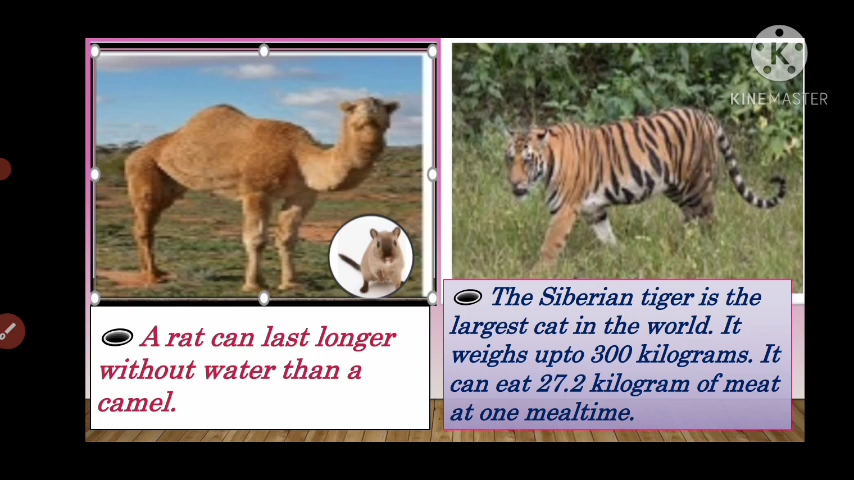 K
KINEMASTER
A rat can last longer
without water than a
camel.
The Siberian tiger is the
largest cat in the world. It
weighs upto 300 kilograms. It
can eat 27.2 kilogram of meat
at one mealtime.